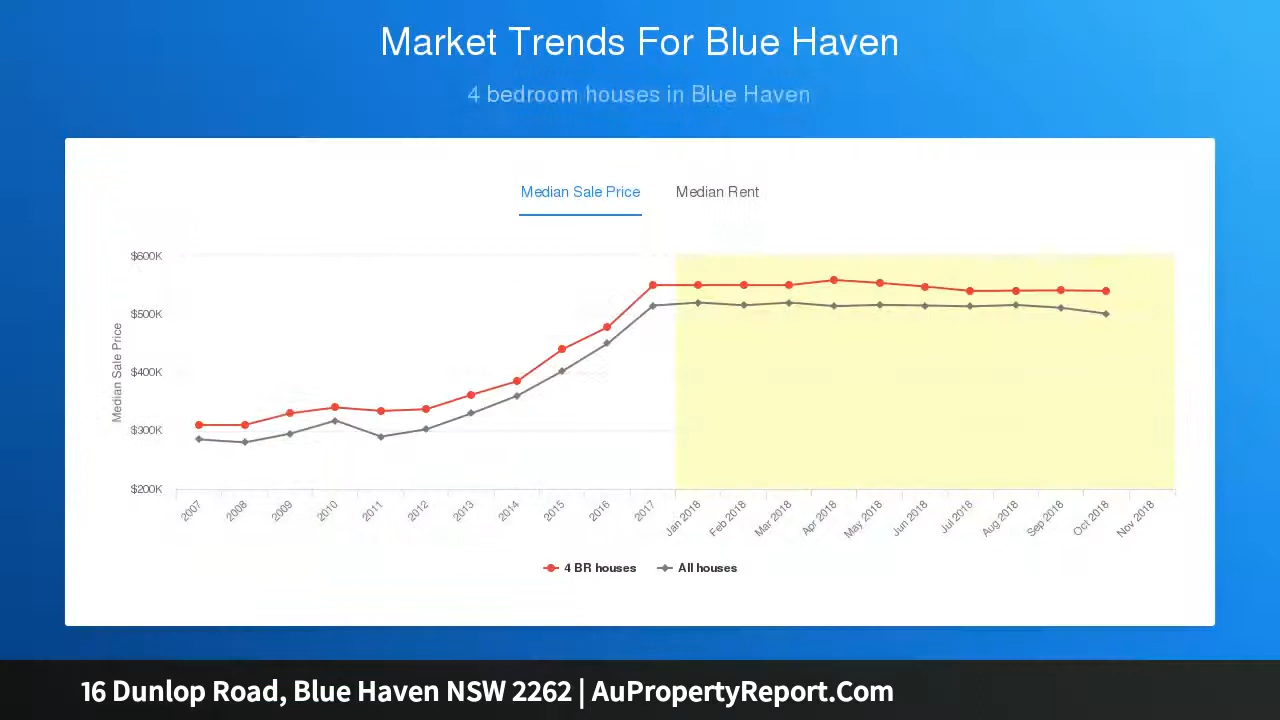 Market Trends For Blue Haven
4 bedroom houses in Blue Haven
Median Sale Price
Median Rent
$600K
$500K
$400K
$300K
$200K
Median Sale Price
2007
2008
2009
2010
2011
2012
2013
2014
2015
2016
2017
Jan 2018
Feb 2018
Mar 2018
Apr 2018
May 2018
Jun 2018
Jul 2018
Aug 2018
Sep 2018
Oct 2018
Nov 2018
4 BR houses
All houses
16 Dunlop Road, Blue Haven NSW 2262 | AuPropertyReport.Com